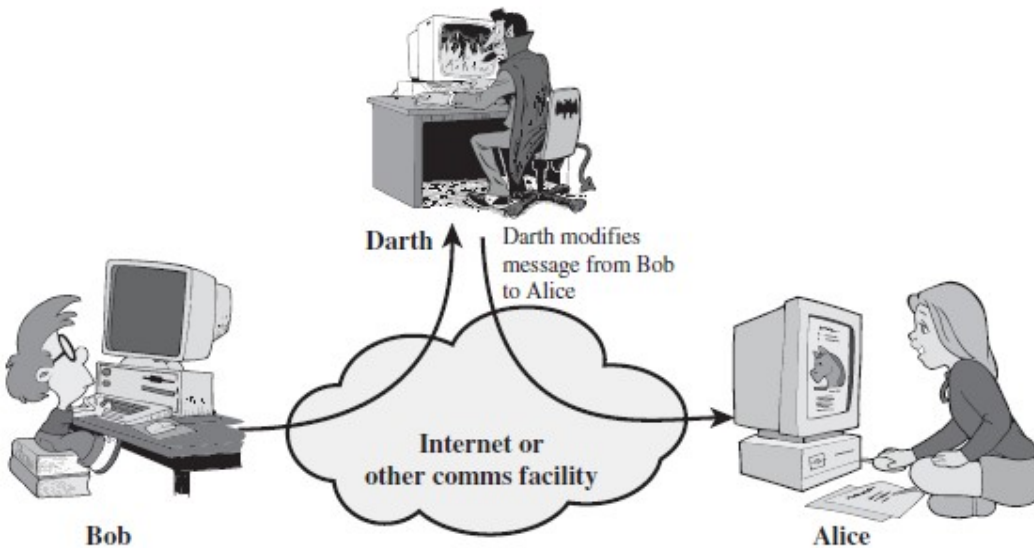 Darth
Darth modifies
message from Bob
to Alice
Internet or
other comms facility
Bob
Alice